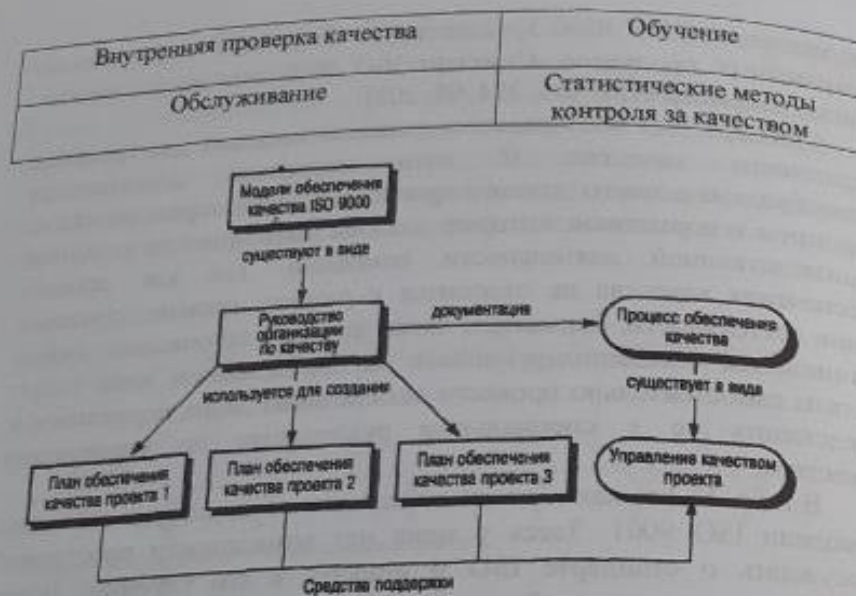 Внутренняя проверка качества
Обучение
Обслуживание
Статистические методы
контроля за качеством
Модели обеспечения
качества ISO 9000
существуют в виде
Руководство
организации
по качеству
документация
Процесс обеспечения
качества
используется для создания
существует в виде
План обеспечения
качества проекта 1
План обеспечения
качества проекта 2
План обеспечения
качества проекта 3
Управление качеством
проекта
Средства поддержки